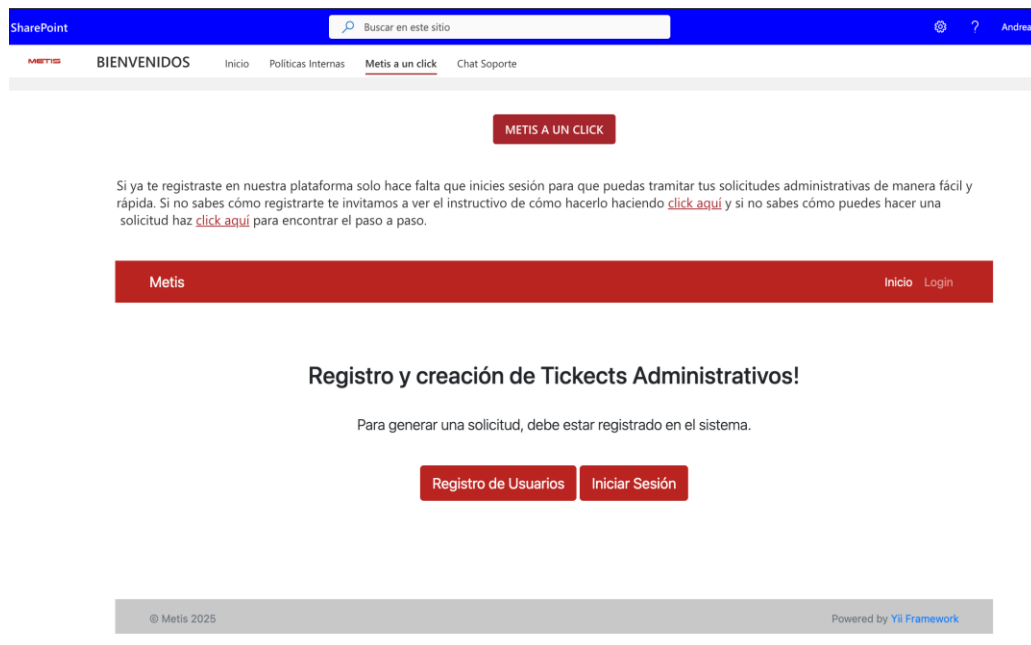 SharePoint
Buscar en este sitio
?
Andrea
METIS
BIENVENIDOS
Inicio
Políticas Internas
Metis a un click
Chat Soporte
METIS A UN CLICK
Si ya te registraste en nuestra plataforma solo hace falta que inicies sesión para que puedas tramitar tus solicitudes administrativas de manera fácil y
rápida. Si no sabes cómo registrarte te invitamos a ver el instructivo de cómo hacerlo haciendo click aquí y si no sabes cómo puedes hacer una
solicitud haz click aquí para encontrar el paso a paso.
Metis
Inicio
Login
Registro y creación de Tickects Administrativos!
Para generar una solicitud, debe estar registrado en el sistema.
Registro de Usuarios
Iniciar Sesión
© Metis 2025
Powered by Yii Framework